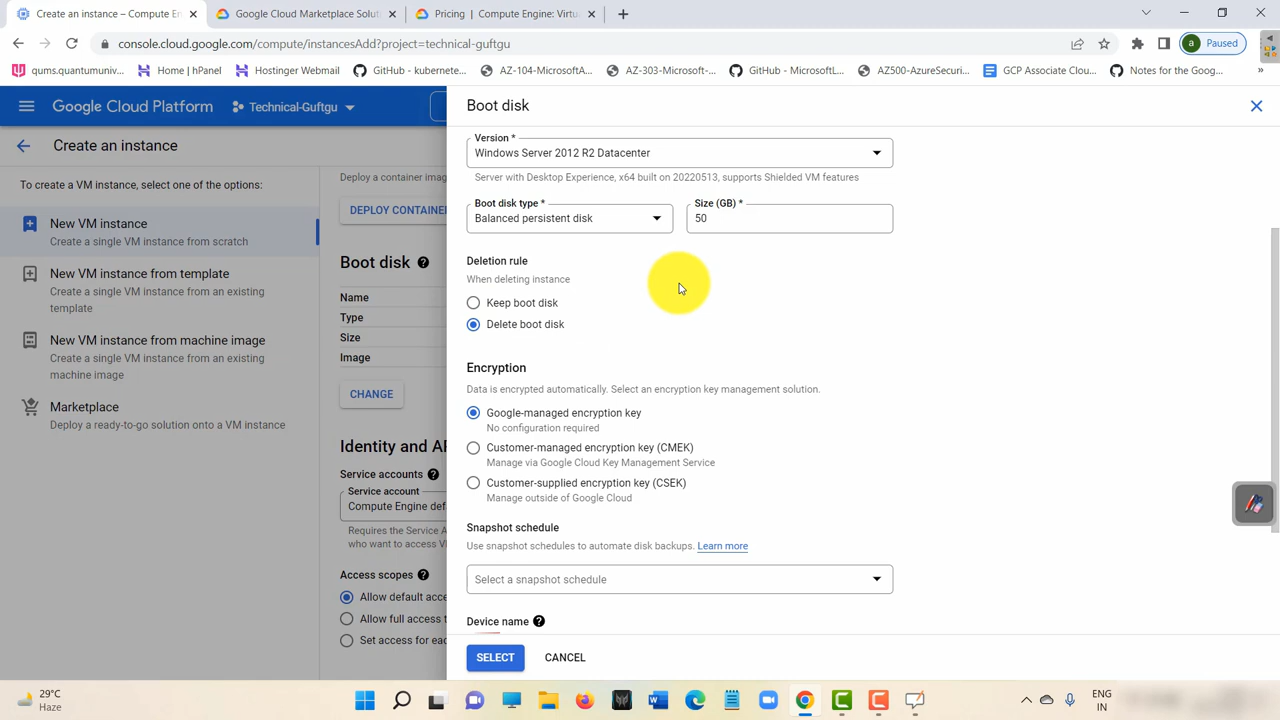 Create an instance – Compute En
Google Cloud Marketplace Solut
Pricing | Compute Engine: Virtu
console.cloud.google.com/compute/instancesAdd?project=technical-guftgu
Paused
qums.quantumuniv...
Home | hPanel
Hostinger Webmail
GitHub - kubernete...
AZ-104-MicrosoftA...
AZ-303-Microsoft-...
GitHub - MicrosoftL...
AZ500-AzureSecuri...
GCP Associate Clou...
Notes for the Goog...
»
Google Cloud Platform
Technical-Guftgu
Create an instance
To create a VM instance, select one of the options:
New VM instance
Create a single VM instance from scratch
New VM instance from template
Create a single VM instance from an existing
template
New VM instance from machine image
Create a single VM instance from an existing
machine image
Marketplace
Deploy a ready-to-go solution onto a VM instance
Deploy a container imag
DEPLOY CONTAINE
Boot disk
Name
Type
Size
Image
CHANGE
Identity and AP
Service accounts
Service account
Compute Engine def
Requires the Service A
who want to access VM
Access scopes
Allow default acce
Allow full access t
Set access for eac
Boot disk
Version *
Windows Server 2012 R2 Datacenter
Server with Desktop Experience, x64 built on 20220513, supports Shielded VM features
Boot disk type *
Balanced persistent disk
Size (GB) *
50
Deletion rule
When deleting instance
Keep boot disk
Delete boot disk
Encryption
Data is encrypted automatically. Select an encryption key management solution.
Google-managed encryption key
No configuration required
Customer-managed encryption key (CMEK)
Manage via Google Cloud Key Management Service
Customer-supplied encryption key (CSEK)
Manage outside of Google Cloud
Snapshot schedule
Use snapshot schedules to automate disk backups. Learn more
Select a snapshot schedule
Device name
SELECT
CANCEL
29°C
Haze
ENG
IN